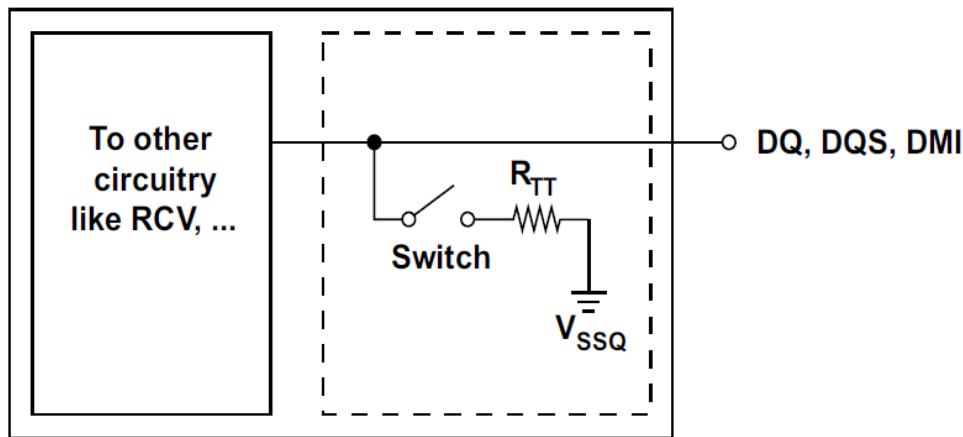 To other
circuitry
like RCV, ...
DQ, DQS, DMI
RTT
Switch
VSSQ